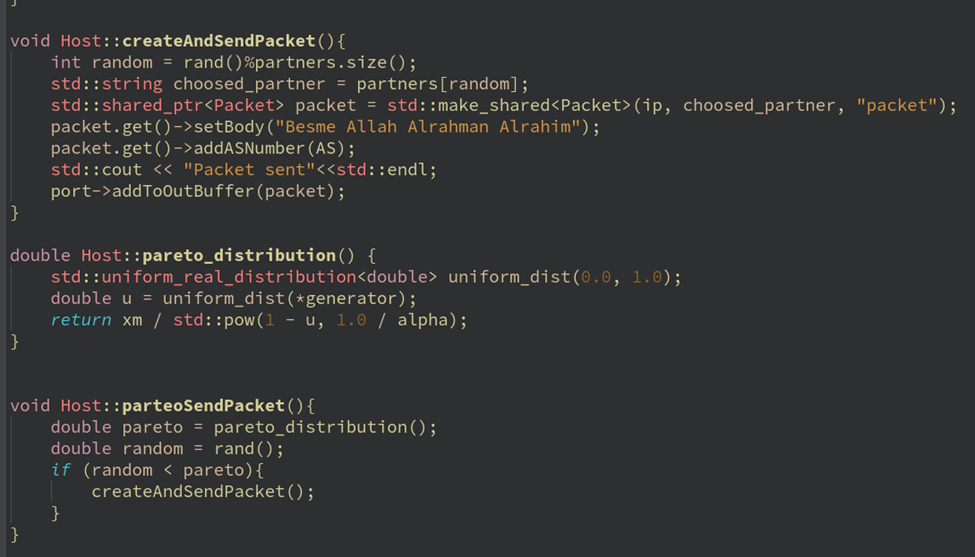 }
void Host::createAndSendPacket(){
    int random = rand()%partners.size();
    std::string choosed_partner = partners[random];
    std::shared_ptr<Packet> packet = std::make_shared<Packet>(ip, choosed_partner, "packet");
    packet.get()->setBody("Besme Allah Alrahman Alrahim");
    packet.get()->addASNumber(AS);
    std::cout << "Packet sent"<<std::endl;
    port->addToOutBuffer(packet);
}
double Host::pareto_distribution() {
    std::uniform_real_distribution<double> uniform_dist(0.0, 1.0);
    double u = uniform_dist(*generator);
    return xm / std::pow(1 - u, 1.0 / alpha);
}
void Host::parteoSendPacket(){
    double pareto = pareto_distribution();
    double random = rand();
    if (random < pareto){
        createAndSendPacket();
    }
}